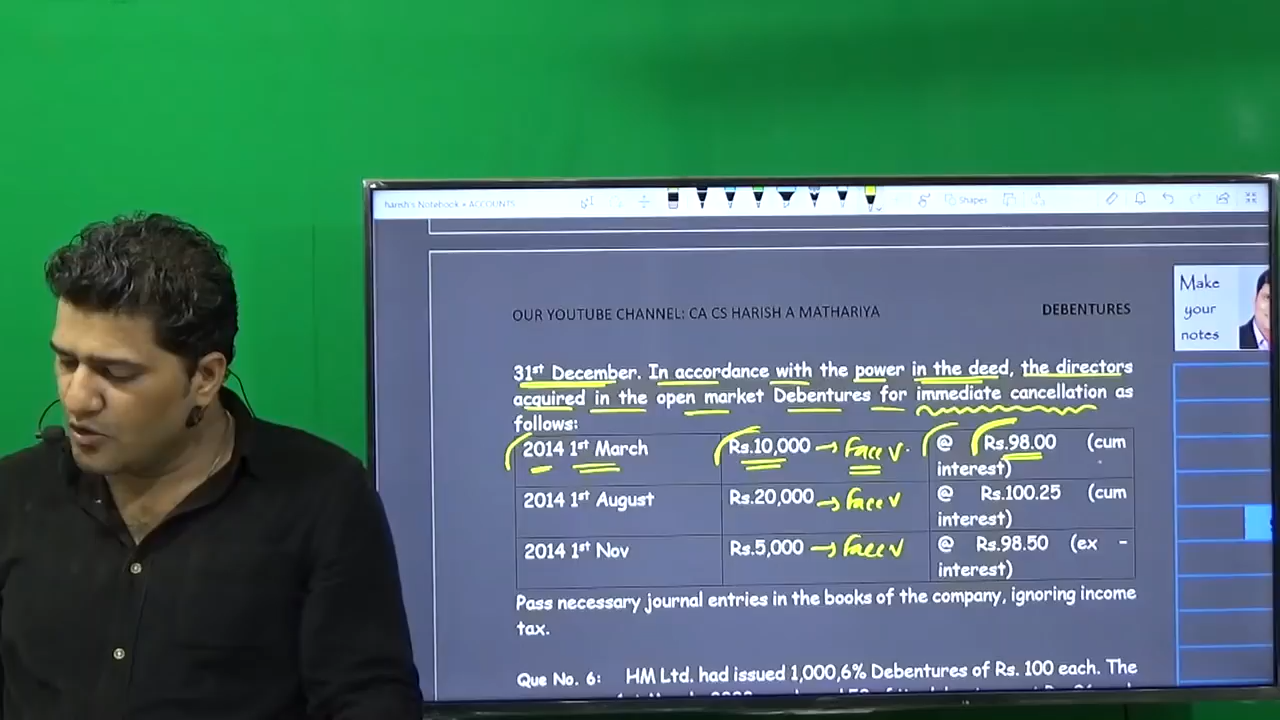 harish's Notebook » ACCOUNTS
Shapes
OUR YOUTUBE CHANNEL: CA CS HARISH A MATHARIYA DEBENTURES
Make
your
notes
31st December. In accordance with the power in the deed, the directors
acquired in the open market Debentures for immediate cancellation as
follows:
2014 1st March Rs.10,000 → Face V. @ Rs.98.00 (cum
interest)
2014 1st August Rs.20,000 → Face V @ Rs.100.25 (cum
interest)
2014 1st Nov Rs.5,000 → Face V @ Rs.98.50 (ex -
interest)
Pass necessary journal entries in the books of the company, ignoring income
tax.
Que No. 6: HM Ltd. had issued 1,000,6% Debentures of Rs. 100 each. The